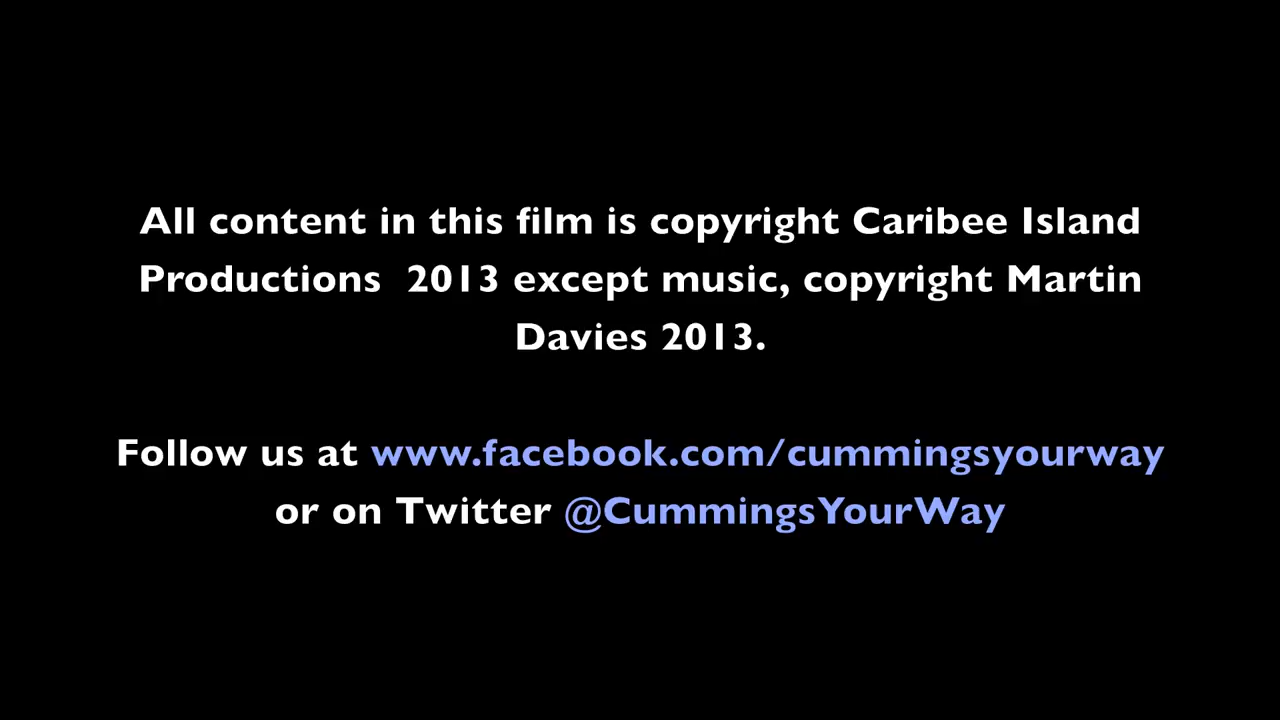 All content in this film is copyright Caribee Island
Productions  2013 except music, copyright Martin
Davies 2013.
Follow us at www.facebook.com/cummingsyourway
or on Twitter @CummingsYourWay